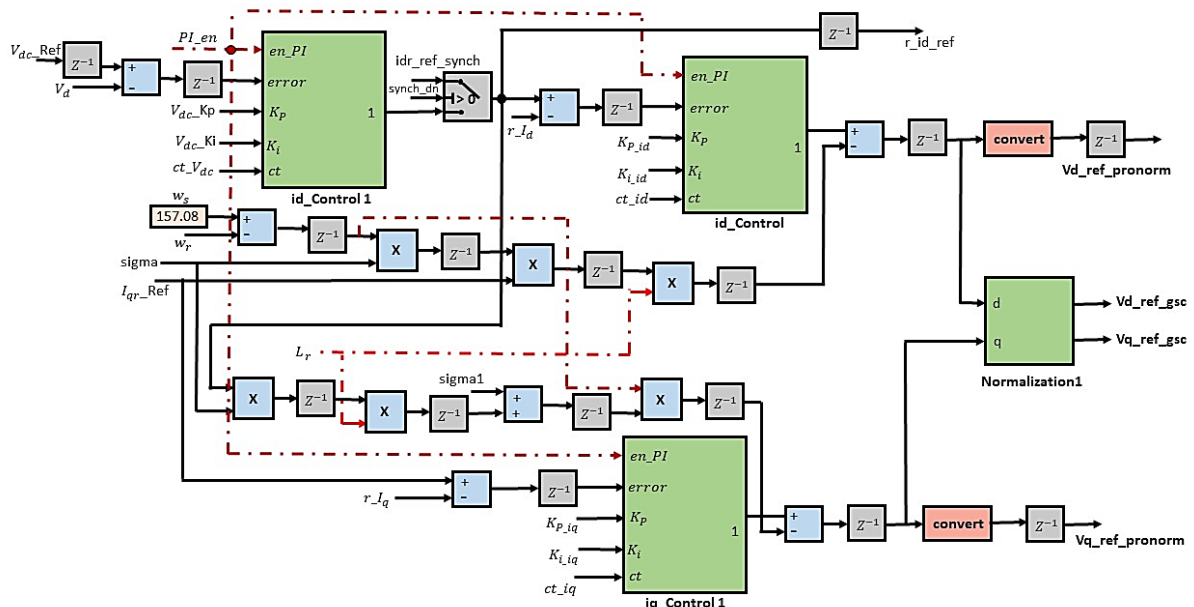 V_dc_Ref
Z⁻¹
+
-
V_d
Z⁻¹
PI_en
en_PI
error
V_dc_Kp
K_P
V_dc_Ki
K_i
ct_V_dc
ct
1
id_Control 1
idr_ref_synch
synch_dn
> 0
Z⁻¹
r_id_ref
+
-
r_I_d
Z⁻¹
en_PI
error
K_P_id
K_P
K_i_id
K_i
ct_id
ct
1
id_Control
+
-
Z⁻¹
convert
Z⁻¹
Vd_ref_pronorm
w_s
157.08
+
-
w_r
Z⁻¹
sigma
X
Z⁻¹
I_qr_Ref
X
Z⁻¹
X
Z⁻¹
d
q
Vd_ref_gsc
Vq_ref_gsc
Normalization1
L_r
X
Z⁻¹
X
Z⁻¹
sigma1
+
+
Z⁻¹
X
Z⁻¹
+
-
r_I_q
Z⁻¹
en_PI
error
K_P_iq
K_P
K_i_iq
K_i
ct_iq
ct
1
iq_Control 1
+
-
Z⁻¹
convert
Z⁻¹
Vq_ref_pronorm